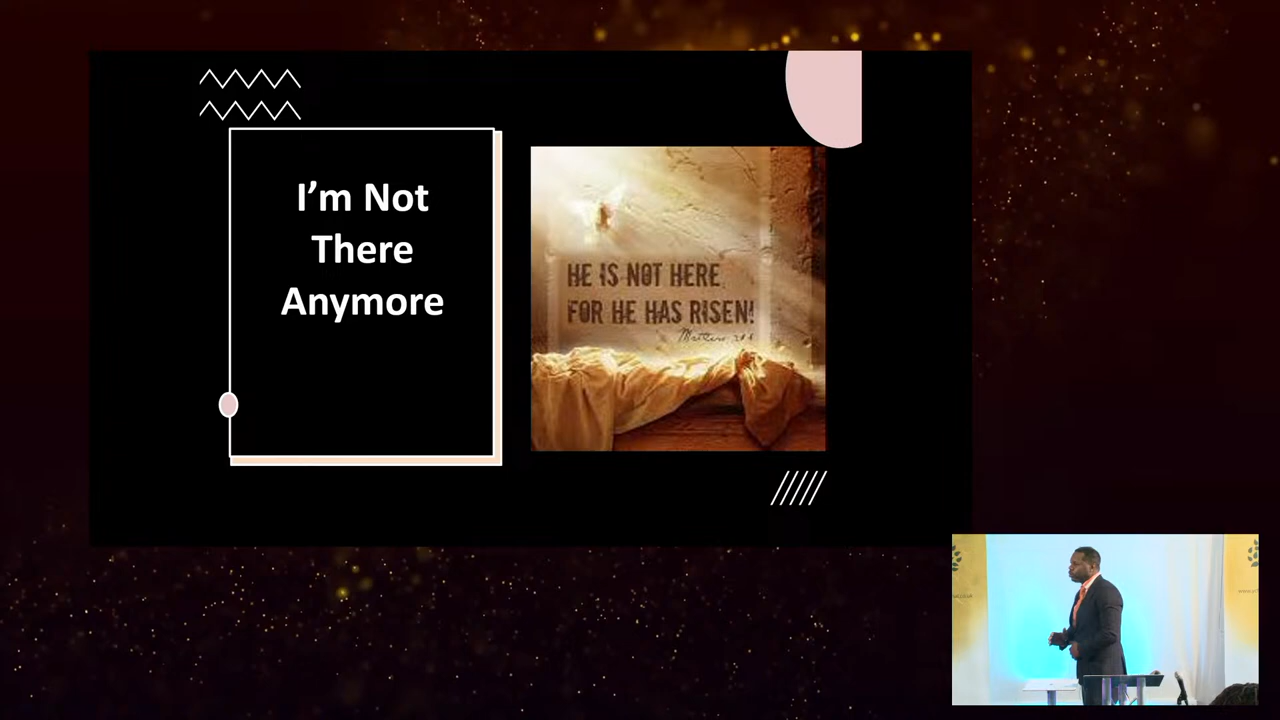 I’m Not
There
Anymore
HE IS NOT HERE
FOR HE HAS RISEN!